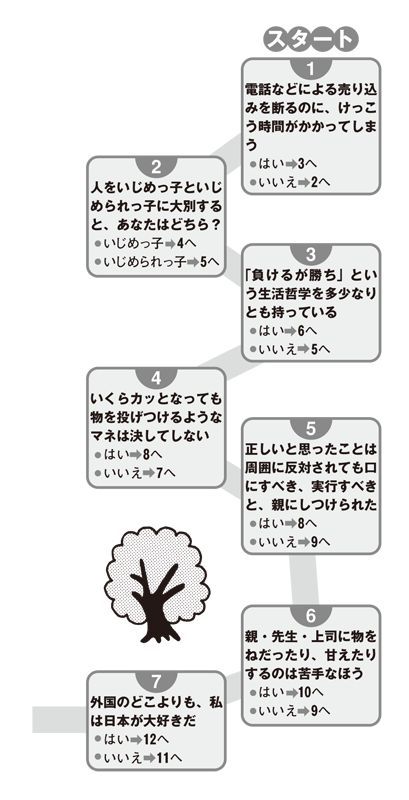 スタート
1
電話などによる売り込
みを断るのに、けっこ
う時間がかかってしま
う
●はい➡3へ
●いいえ➡2へ
2
人をいじめっ子といじ
められっ子に大別する
と、あなたはどちら？
●いじめっ子➡4へ
●いじめられっ子➡5へ
3
「負けるが勝ち」とい
う生活哲学を多少なり
とも持っている
●はい➡6へ
●いいえ➡5へ
4
いくらカッとなっても
物を投げつけるような
マネは決してしない
●はい➡8へ
●いいえ➡7へ
5
正しいと思ったことは
周囲に反対されても口
にすべき、実行すべき
と、親にしつけられた
●はい➡8へ
●いいえ➡9へ
6
親・先生・上司に物を
ねだったり、甘えたり
するのは苦手なほう
●はい➡10へ
●いいえ➡9へ
7
外国のどこよりも、私
は日本が大好きだ
●はい➡12へ
●いいえ➡11へ